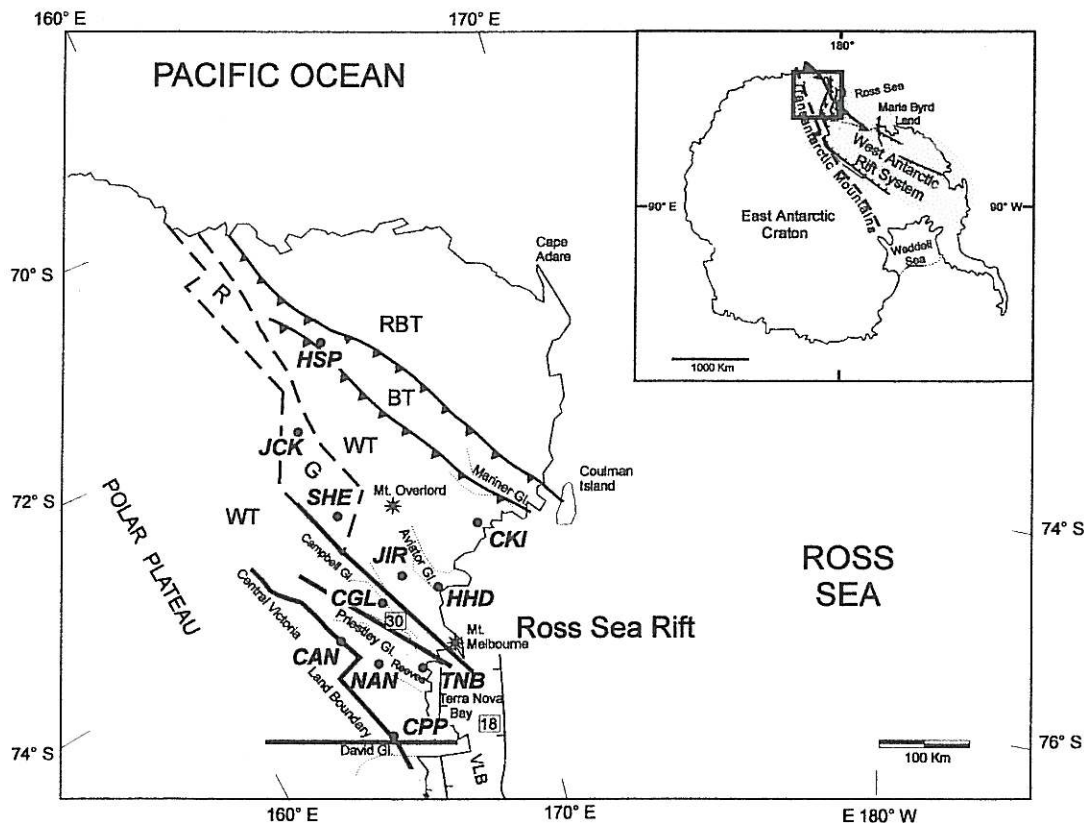 160° E
170° E
PACIFIC OCEAN
180°
Ross Sea
Marie Byrd
Land
Transantarctic Mountains
West Antarctic
Rift System
90° E
90° W
East Antarctic
Craton
Weddell
Sea
1000 Km
Cape
Adare
70° S
L
R
RBT
HSP
BT
JCK
WT
G
Mariner Gl.
Coulman
Island
SHE
Mt. Overlord
72° S
74° S
WT
CKI
POLAR PLATEAU
Campbell Gl.
JIR
Aviator Gl.
ROSS
SEA
CGL
HHD
30
Priestley Gl.
Mt.
Melbourne
Ross Sea Rift
Central Victoria
Land Boundary
CAN
NAN
Reeves
TNB
Terra Nova
Bay
18
CPP
David Gl.
VLB
74° S
76° S
100 Km
160° E
170° E
E 180° W